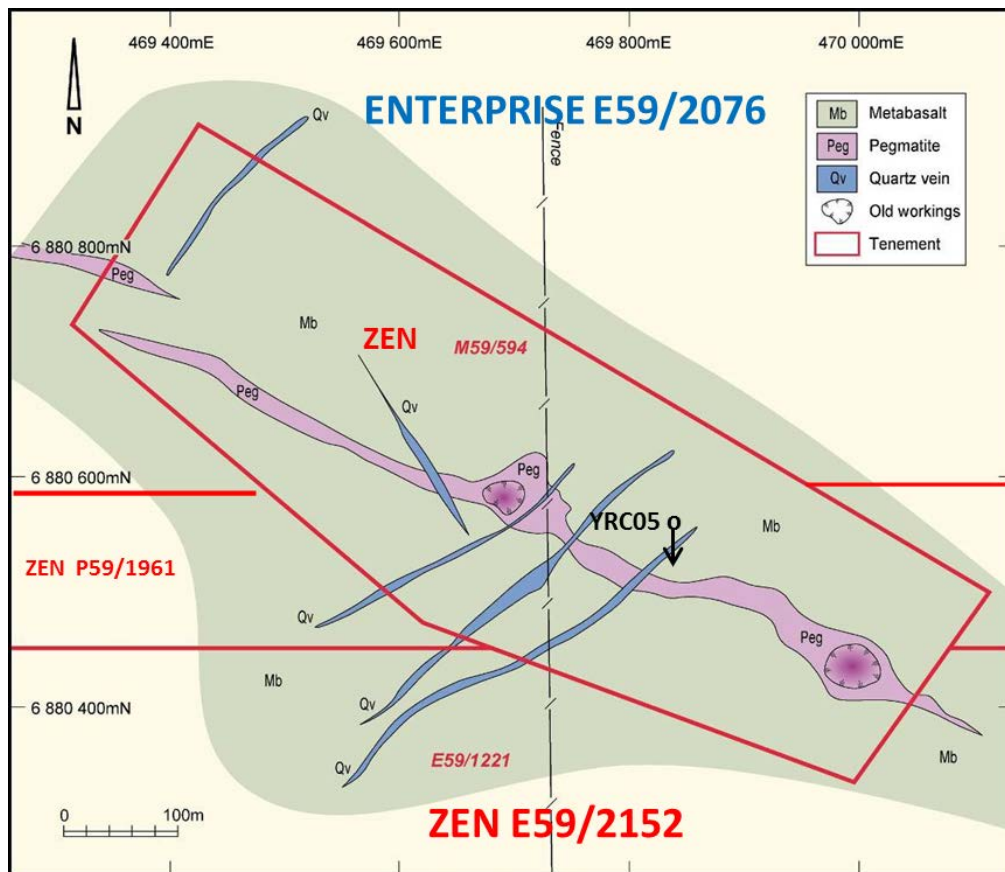 469 400mE
469 600mE
469 800mE
470 000mE
Qv
ENTERPRISE E59/2076
Fence
Mb Metabasalt
Peg Pegmatite
Qv Quartz vein
Old workings
Tenement
N
6 880 800mN
Peg
Mb
ZEN
M59/594
Peg
Qv
6 880 600mN
Peg
YRC05 o
Mb
ZEN P59/1961
Qv
Peg
Mb
Qv
6 880 400mN
Qv
E59/1221
Mb
0 100m
ZEN E59/2152